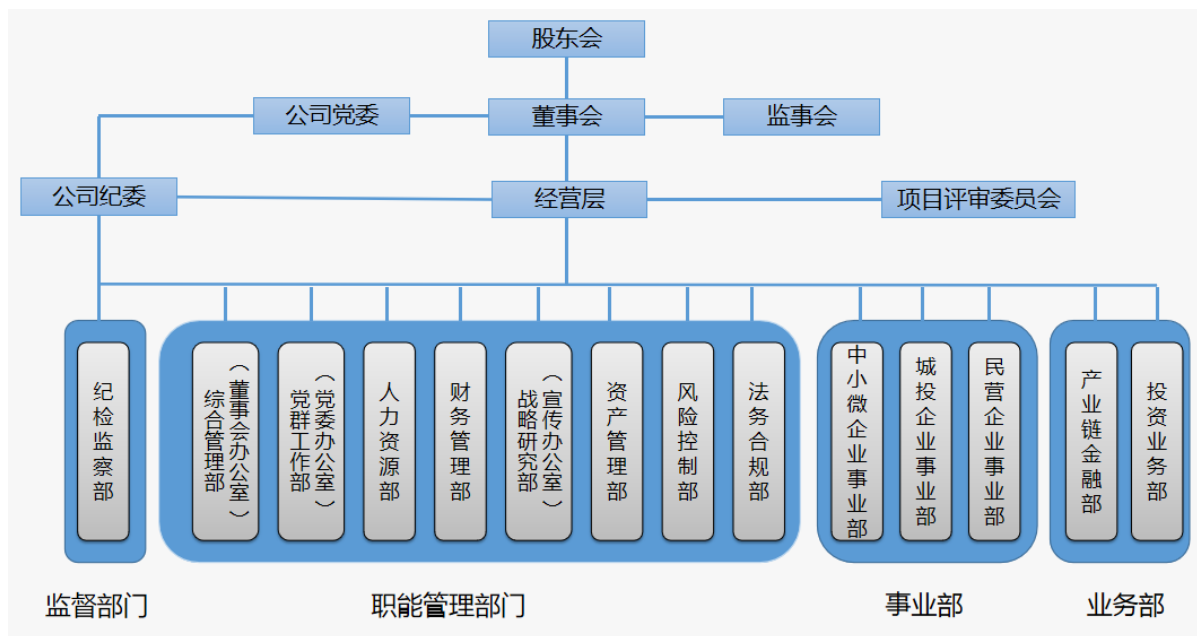 股东会
公司党委
董事会
监事会
公司纪委
经营层
项目评审委员会
纪检监察部
综合管理部
（董事会办公室）
党群工作部
（党委办公室）
人力资源部
财务管理部
战略研究部
（宣传办公室）
资产管理部
风险控制部
法务合规部
中小微企业事业部
城投企业事业部
民营企业事业部
产业链金融部
投资业务部
监督部门
职能管理部门
事业部
业务部